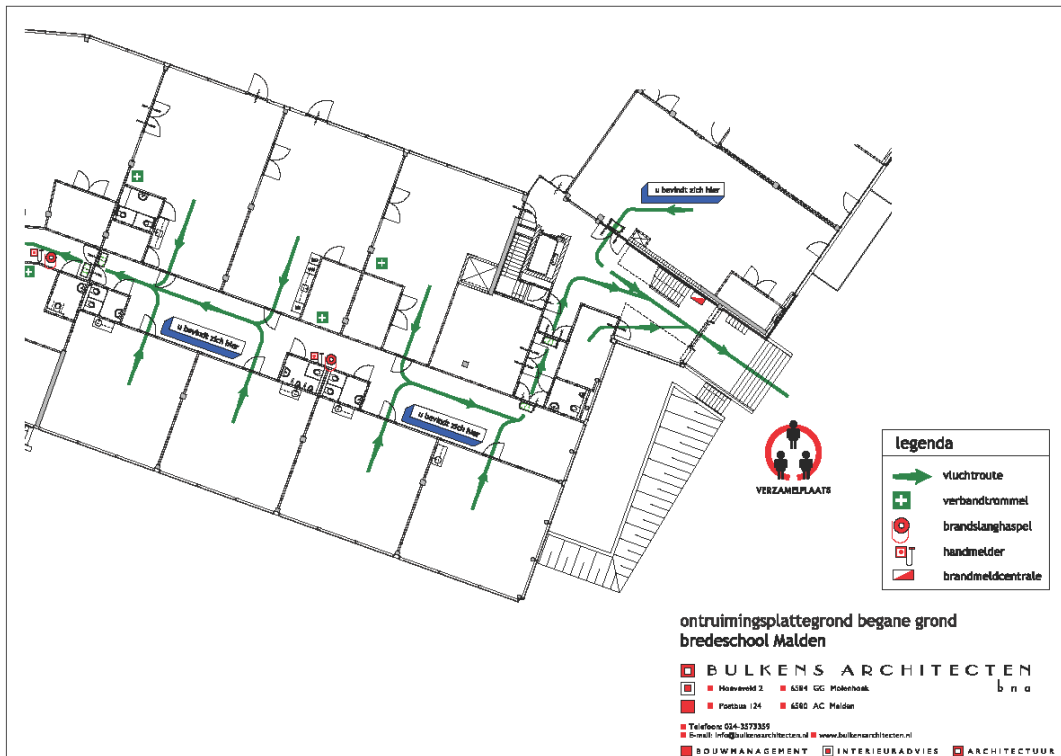 u bevindt zich hier
u bevindt zich hier
u bevindt zich hier
VERZAMELPLAATS
legenda
vluchtroute
verbandtrommel
brandslanghaspel
handmelder
brandmeldcentrale
ontruimingsplattegrond begane grond
bredeschool Malden
BULKENS ARCHITECTEN
bna
Hoeveveld 2 6584 GG Molenhoek
Postbus 124 6580 AC Malden
Telefoon: 024-3573359
E-mail: info@bulkensarchitecten.nl www.bulkensarchitecten.nl
BOUWMANAGEMENT INTERIEURADVIES ARCHITECTUUR